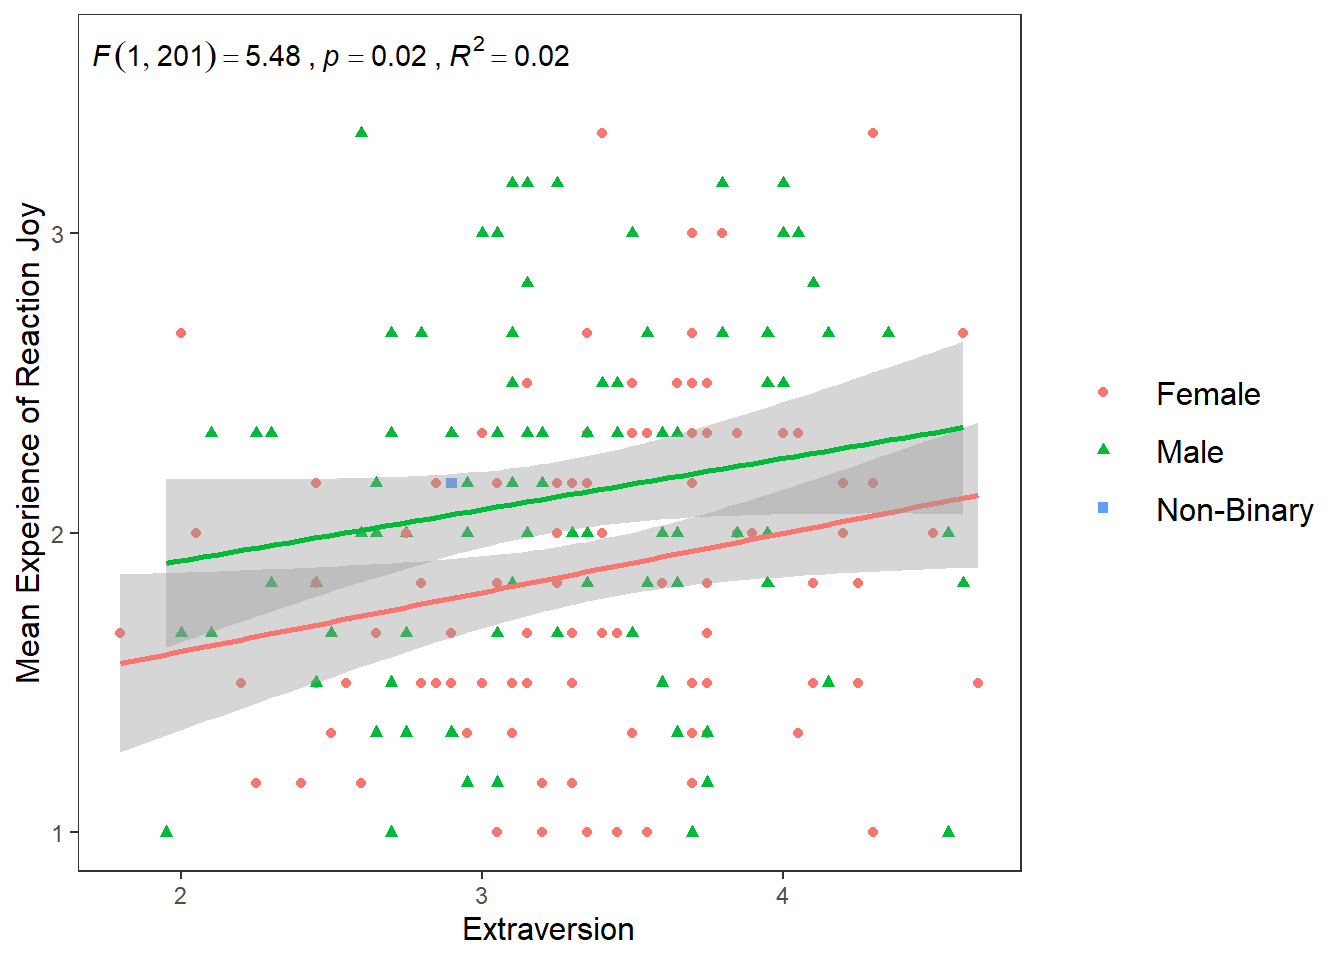 F(1, 201) = 5.48 , p = 0.02 , R² = 0.02
Mean Experience of Reaction Joy
3
2
1
2
3
4
Extraversion
Female
Male
Non-Binary